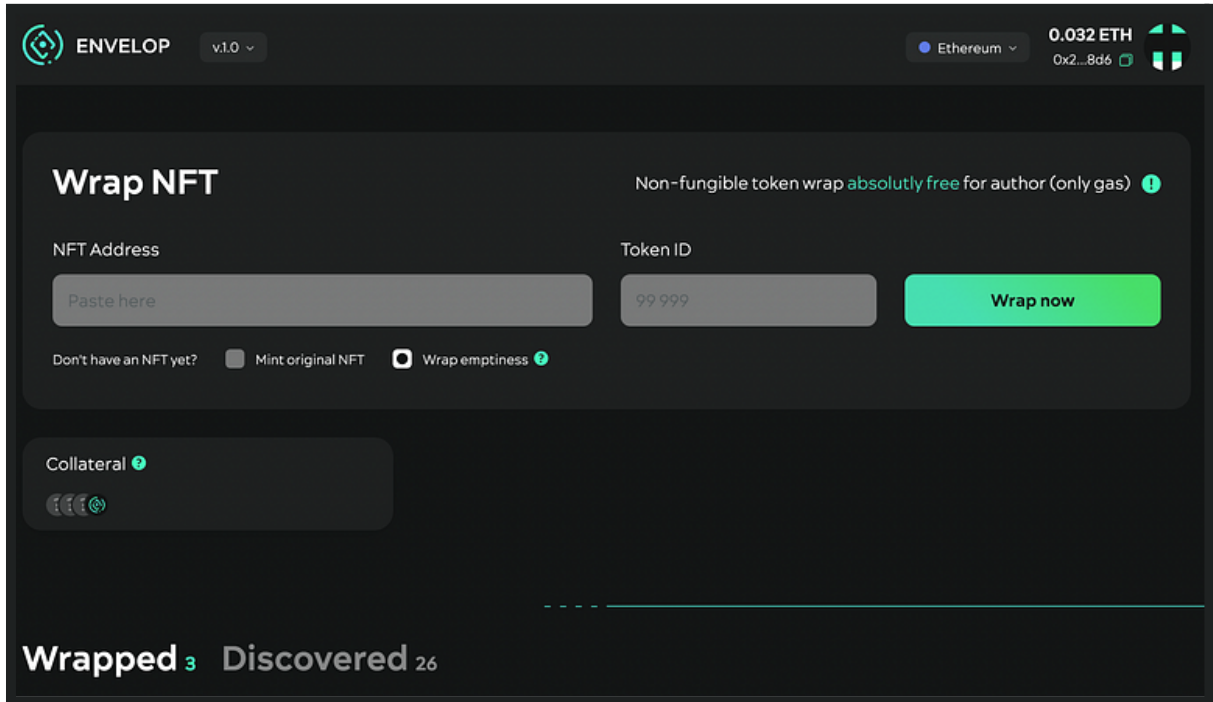 ENVELOP
v.1.0
Ethereum
0.032 ETH
0x2...8d6
Wrap NFT
Non-fungible token wrap absolutly free for author (only gas) !
NFT Address
Token ID
Paste here
99 999
Wrap now
Don't have an NFT yet?
Mint original NFT
Wrap emptiness ?
Collateral ?
Wrapped 3
Discovered 26